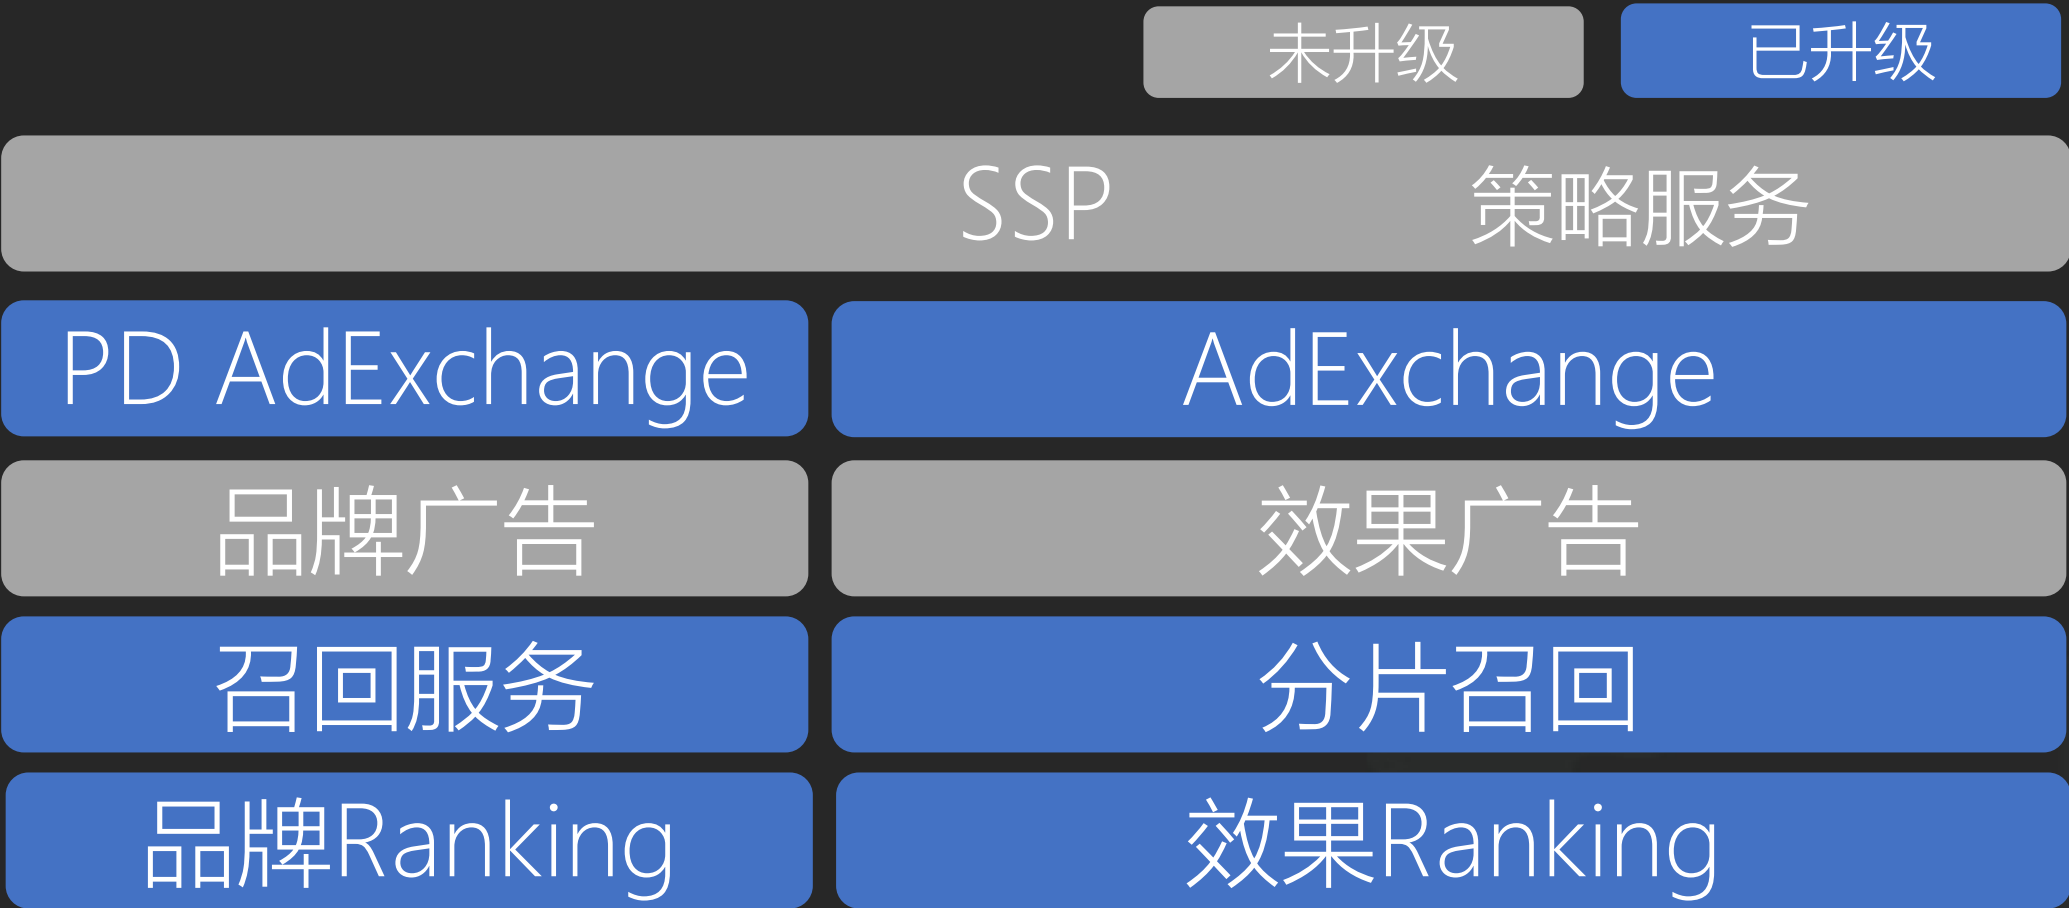 未升级 已升级
SSP 策略服务
PD AdExchange AdExchange
品牌广告 效果广告
召回服务 分片召回
品牌Ranking 效果Ranking